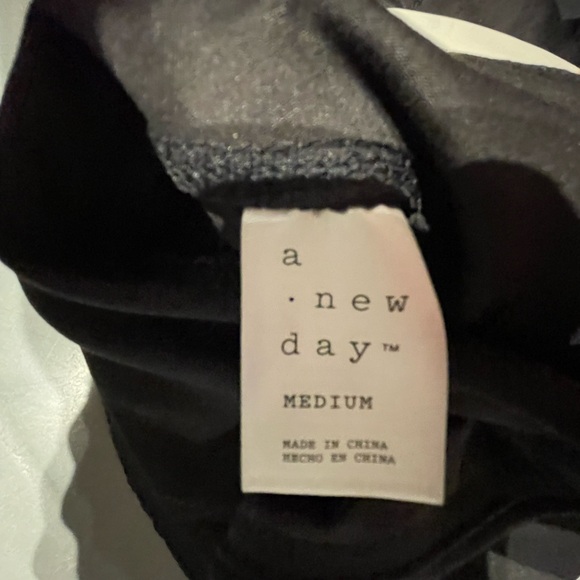 a
· new
day™
MEDIUM
MADE IN CHINA
HECHO EN CHINA